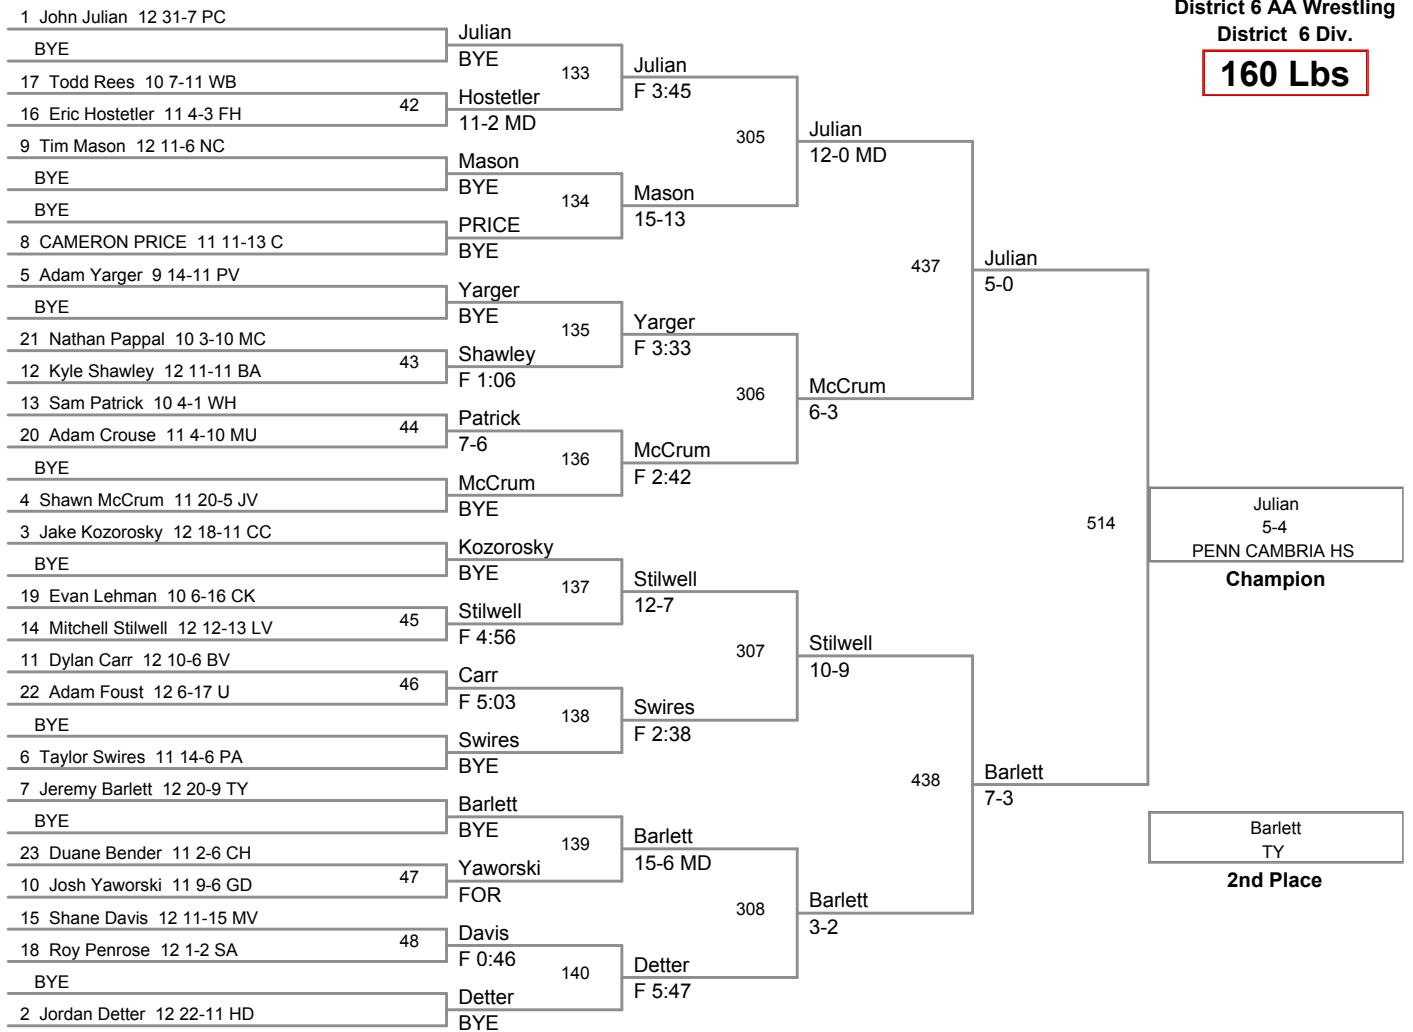 District 6 AA Wrestling
District 6 Div.
160 Lbs
1 John Julian 12 31-7 PC
BYE
17 Todd Rees 10 7-11 WB
16 Eric Hostetler 11 4-3 FH
9 Tim Mason 12 11-6 NC
BYE
BYE
8 CAMERON PRICE 11 11-13 C
5 Adam Yarger 9 14-11 PV
BYE
21 Nathan Pappal 10 3-10 MC
12 Kyle Shawley 12 11-11 BA
13 Sam Patrick 10 4-1 WH
20 Adam Crouse 11 4-10 MU
BYE
4 Shawn McCrum 11 20-5 JV
3 Jake Kozorosky 12 18-11 CC
BYE
19 Evan Lehman 10 6-16 CK
14 Mitchell Stilwell 12 12-13 LV
11 Dylan Carr 12 10-6 BV
22 Adam Foust 12 6-17 U
BYE
6 Taylor Swires 11 14-6 PA
7 Jeremy Barlett 12 20-9 TY
BYE
23 Duane Bender 11 2-6 CH
10 Josh Yaworski 11 9-6 GD
15 Shane Davis 12 11-15 MV
18 Roy Penrose 12 1-2 SA
BYE
2 Jordan Detter 12 22-11 HD
42
43
44
45
46
47
48
Julian
BYE
Hostetler
11-2 MD
Mason
BYE
PRICE
BYE
Yarger
BYE
Shawley
F 1:06
Patrick
7-6
McCrum
BYE
Kozorosky
BYE
Stilwell
F 4:56
Carr
F 5:03
Swires
BYE
Barlett
BYE
Yaworski
FOR
Davis
F 0:46
Detter
BYE
133
134
135
136
137
138
139
140
Julian
F 3:45
Mason
15-13
Yarger
F 3:33
McCrum
F 2:42
Stilwell
12-7
Swires
F 2:38
Barlett
15-6 MD
Detter
F 5:47
305
306
307
308
Julian
12-0 MD
McCrum
6-3
Stilwell
10-9
Barlett
3-2
437
438
Julian
5-0
Barlett
7-3
514
Julian
5-4
PENN CAMBRIA HS
Champion
Barlett
TY
2nd Place